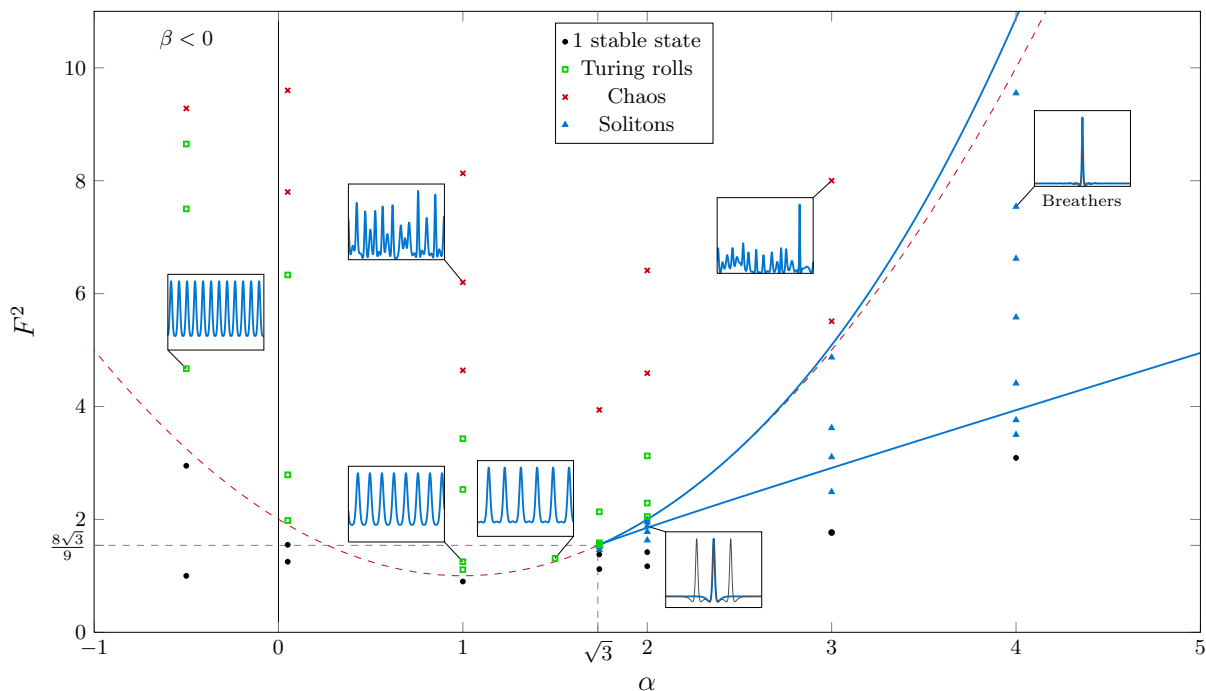 β < 0
1 stable state
Turing rolls
Chaos
Solitons
Breathers
F²
10
8
6
4
2
8√3/9
0
−1 0 1 √3 2 3 4 5
α